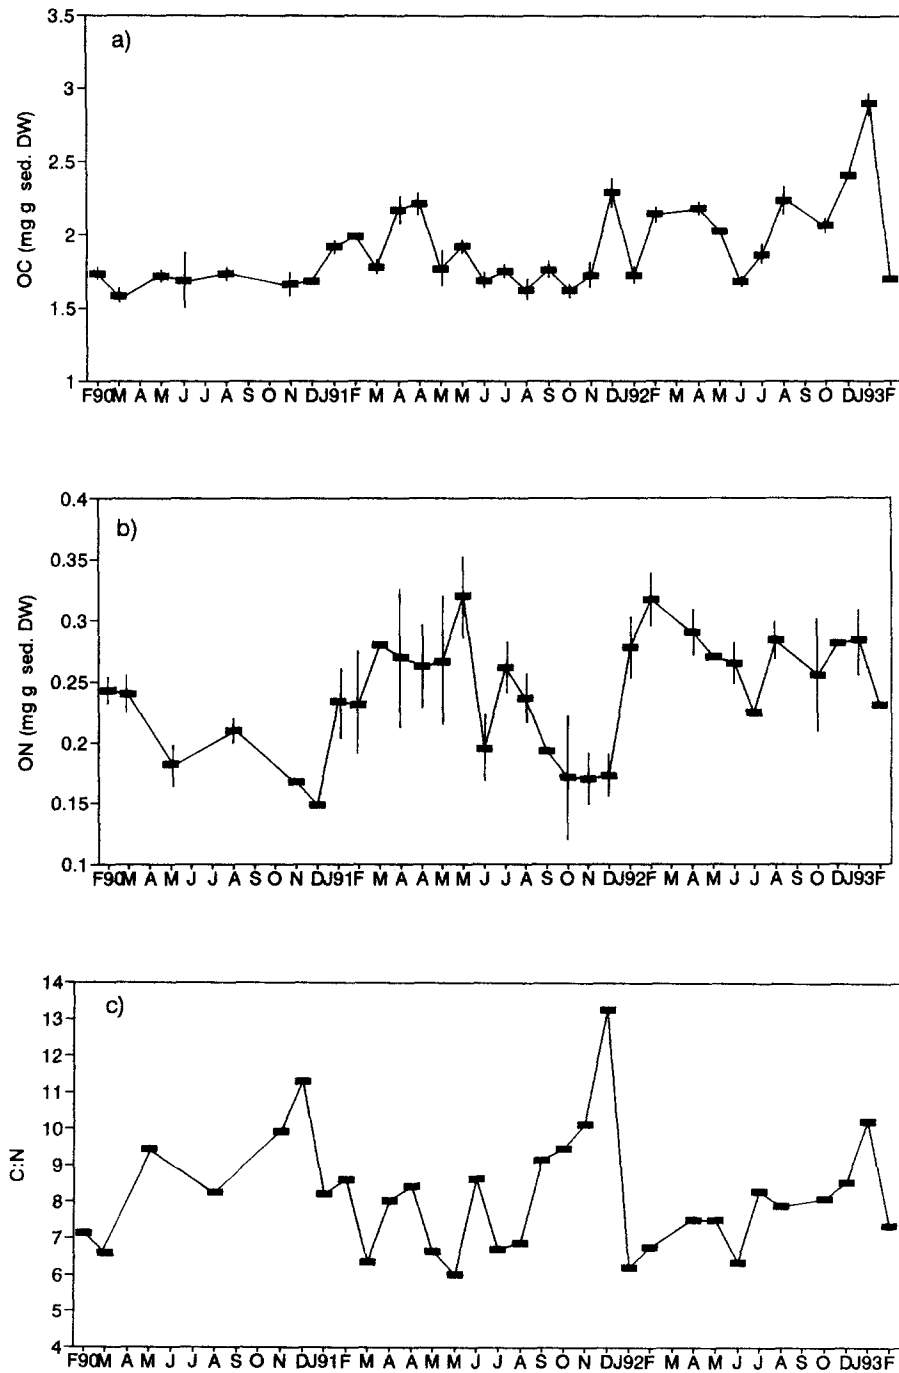 3.5
a)
3
2.5
2
1.5
1
OC (mg g sed. DW)
F90M A M J J A S O N DJ91F M A A M M J J A S O N DJ92F M A M J J A S O DJ93F
0.4
b)
0.35
0.3
0.25
0.2
0.15
0.1
ON (mg g sed. DW)
F90M A M J J A S O N DJ91F M A A M M J J A S O N DJ92F M A M J J A S O DJ93F
14
c)
13
12
11
10
9
8
7
6
5
4
C:N
F90M A M J J A S O N DJ91F M A A M M J J A S O N DJ92F M A M J J A S O DJ93F